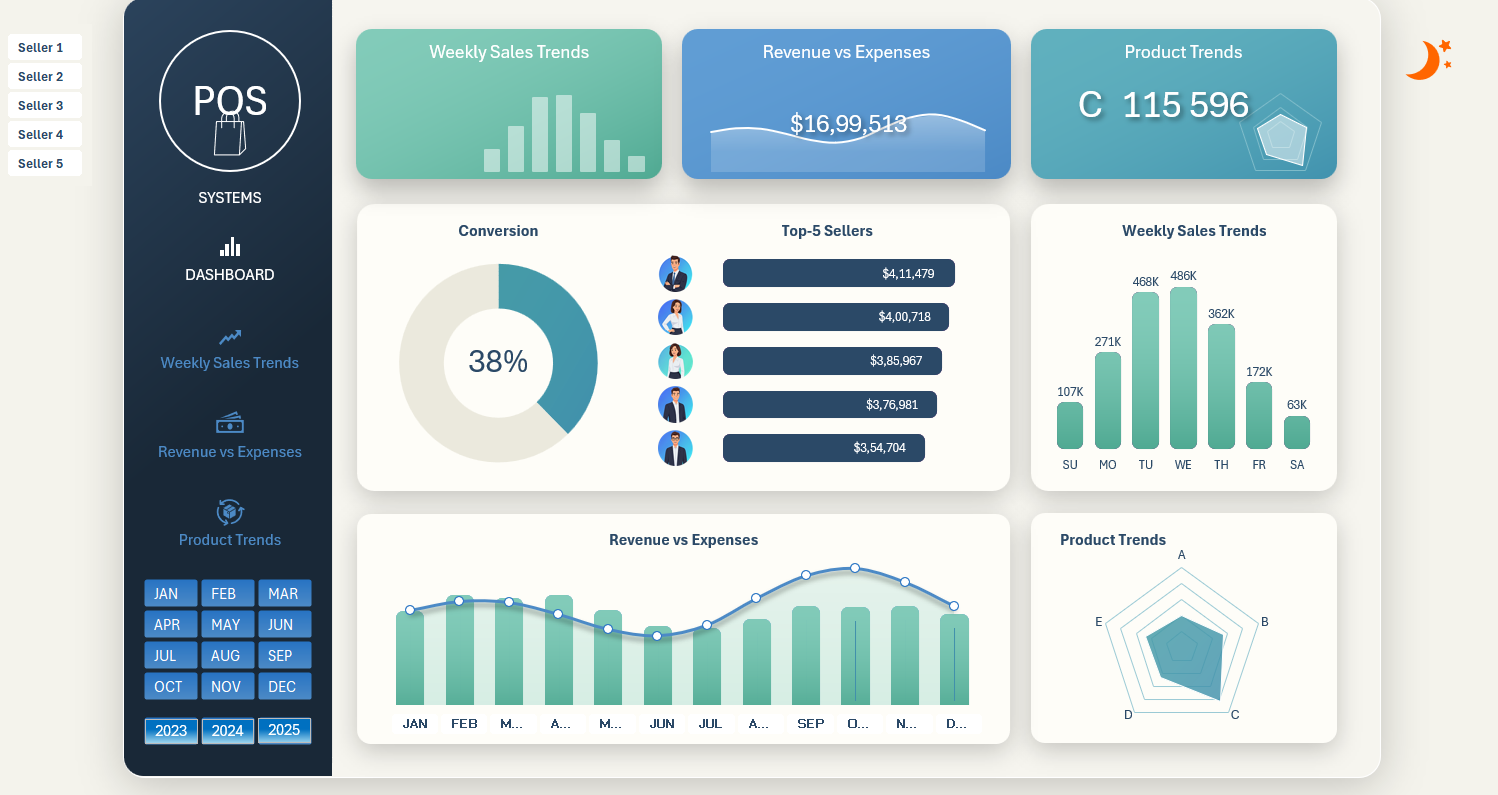 Seller 1
Seller 2
Seller 3
Seller 4
Seller 5
POS
SYSTEMS
DASHBOARD
Weekly Sales Trends
Revenue vs Expenses
Product Trends
JAN FEB MAR
APR MAY JUN
JUL AUG SEP
OCT NOV DEC
2023 2024 2025
Weekly Sales Trends
Revenue vs Expenses
$16,99,513
Product Trends
C 115 596
Conversion
38%
Top-5 Sellers
$4,11,479
$4,00,718
$3,85,967
$3,76,981
$3,54,704
Weekly Sales Trends
107K 271K 468K 486K 362K 172K 63K
SU MO TU WE TH FR SA
Revenue vs Expenses
JAN FEB M... A... M... JUN JUL A... SEP O... N... D...
Product Trends
A
B
C
D
E